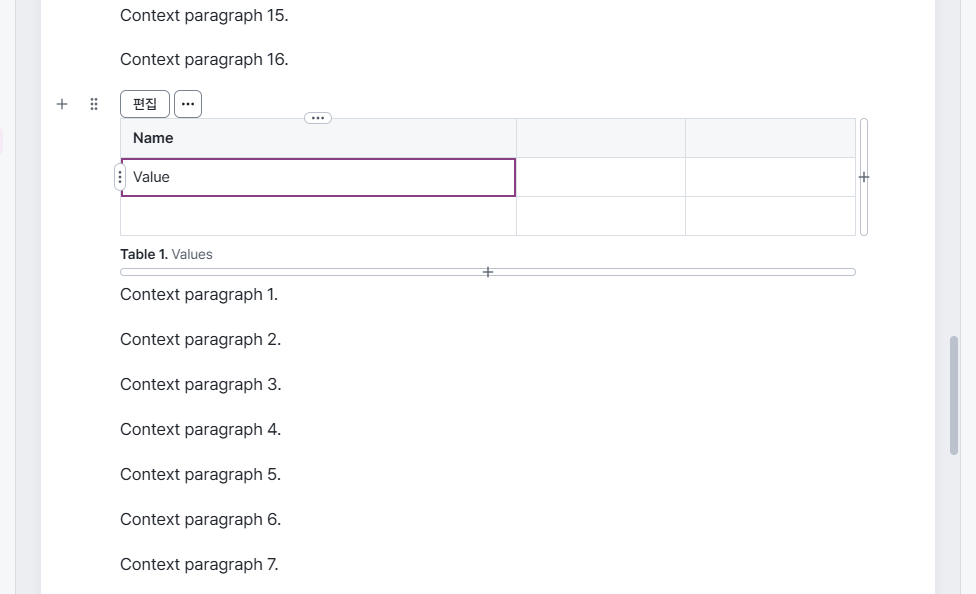 Context paragraph 15.
Context paragraph 16.
편집
Name
Value
Table 1. Values
Context paragraph 1.
Context paragraph 2.
Context paragraph 3.
Context paragraph 4.
Context paragraph 5.
Context paragraph 6.
Context paragraph 7.